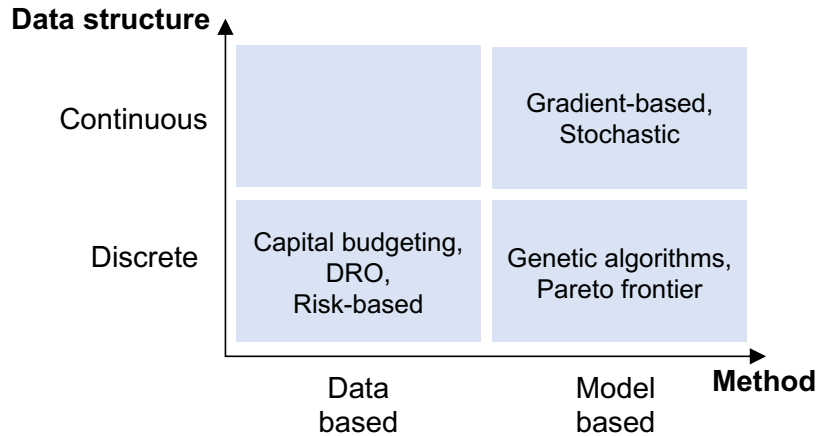 Data structure
Continuous
Gradient-based,
Stochastic
Discrete
Capital budgeting,
DRO,
Risk-based
Genetic algorithms,
Pareto frontier
Data
based
Model
based
Method